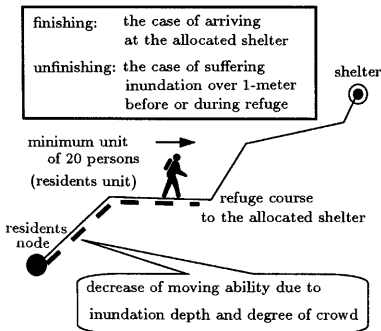 finishing: the case of arriving
at the allocated shelter
unfinishing: the case of suffering
inundation over 1-meter
before or during refuge
shelter
minimum unit
of 20 persons
(residents unit)
refuge course
to the allocated shelter
residents
node
decrease of moving ability due to
inundation depth and degree of crowd